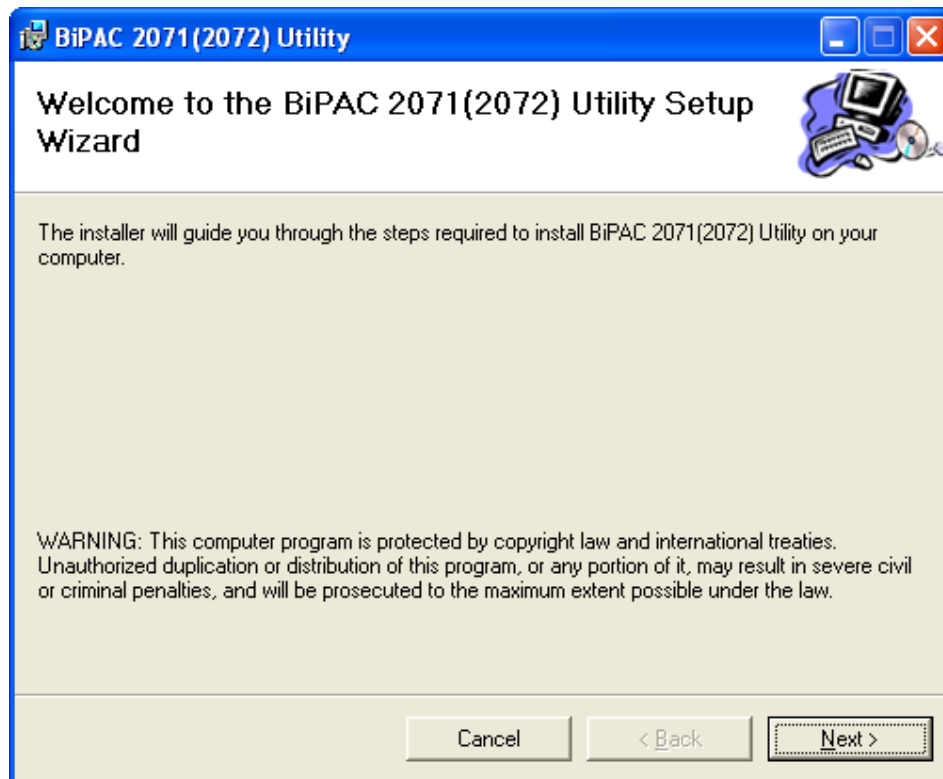 BiPAC 2071(2072) Utility
Welcome to the BiPAC 2071(2072) Utility Setup
Wizard
The installer will guide you through the steps required to install BiPAC 2071(2072) Utility on your
computer.
WARNING: This computer program is protected by copyright law and international treaties.
Unauthorized duplication or distribution of this program, or any portion of it, may result in severe civil
or criminal penalties, and will be prosecuted to the maximum extent possible under the law.
Cancel
< Back
Next >